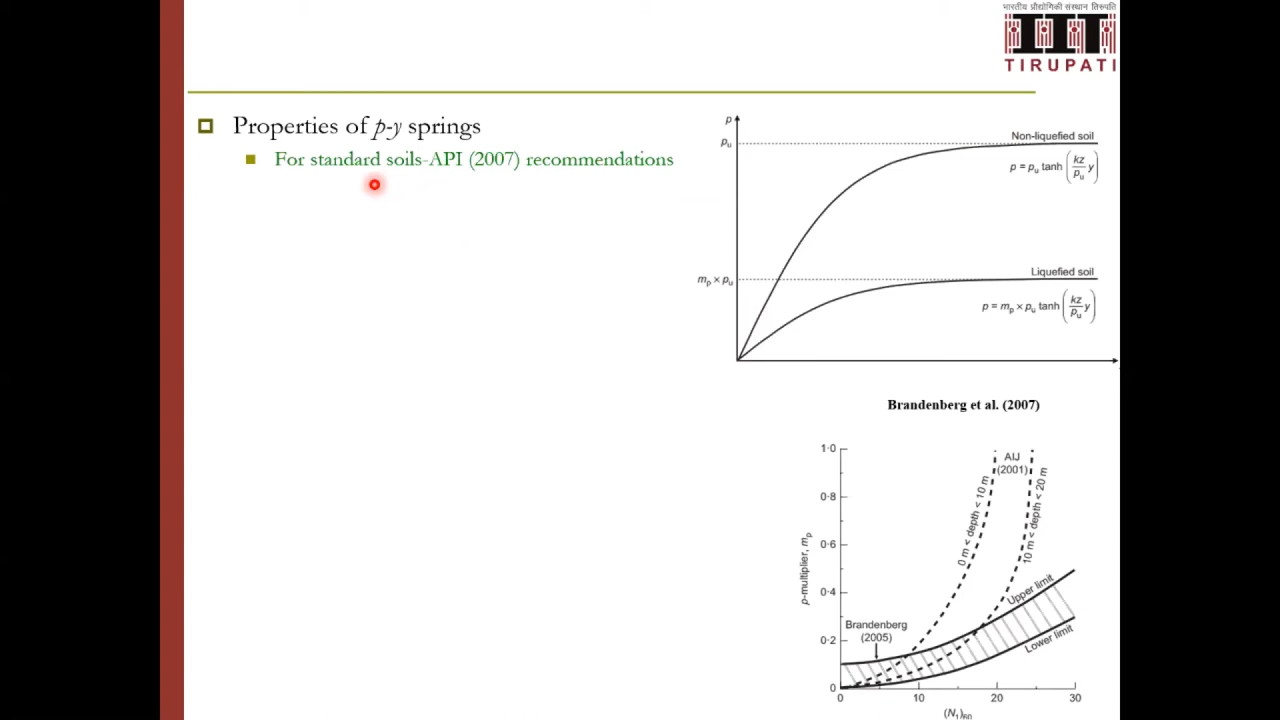 भारतीय प्रौद्योगिकी संस्थान तिरुपति
TIRUPATI
Properties of p-y springs
For standard soils-API (2007) recommendations
p
pu
Non-liquefied soil
p = pu tanh (kz/pu y)
mp × pu
Liquefied soil
p = mp × pu tanh (kz/pu y)
Brandenberg et al. (2007)
1·0
0·8
0·6
0·4
0·2
0
p-multiplier, mp
AIJ
(2001)
0 m < depth < 10 m
10 m < depth < 20 m
Upper limit
Lower limit
Brandenberg
(2005)
0
10
20
30
(N1)60